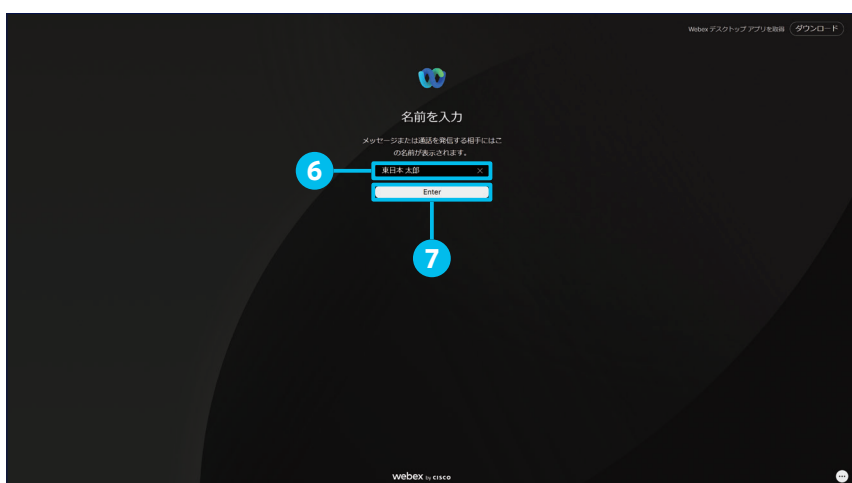 Webex デスクトップ アプリを取得 ダウンロード
名前を入力
メッセージまたは通話を発信する相手にはこ
の名前が表示されます。
6
東日本 太郎 ×
Enter
7
webex by CISCO